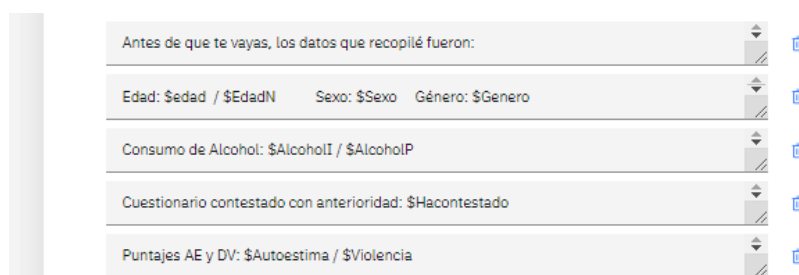 Antes de que te vayas, los datos que recopilé fueron:
Edad: $edad / $EdadN Sexo: $Sexo Género: $Genero
Consumo de Alcohol: $AlcoholI / $AlcoholP
Cuestionario contestado con anterioridad: $Hacontestado
Puntajes AE y DV: $Autoestima / $Violencia